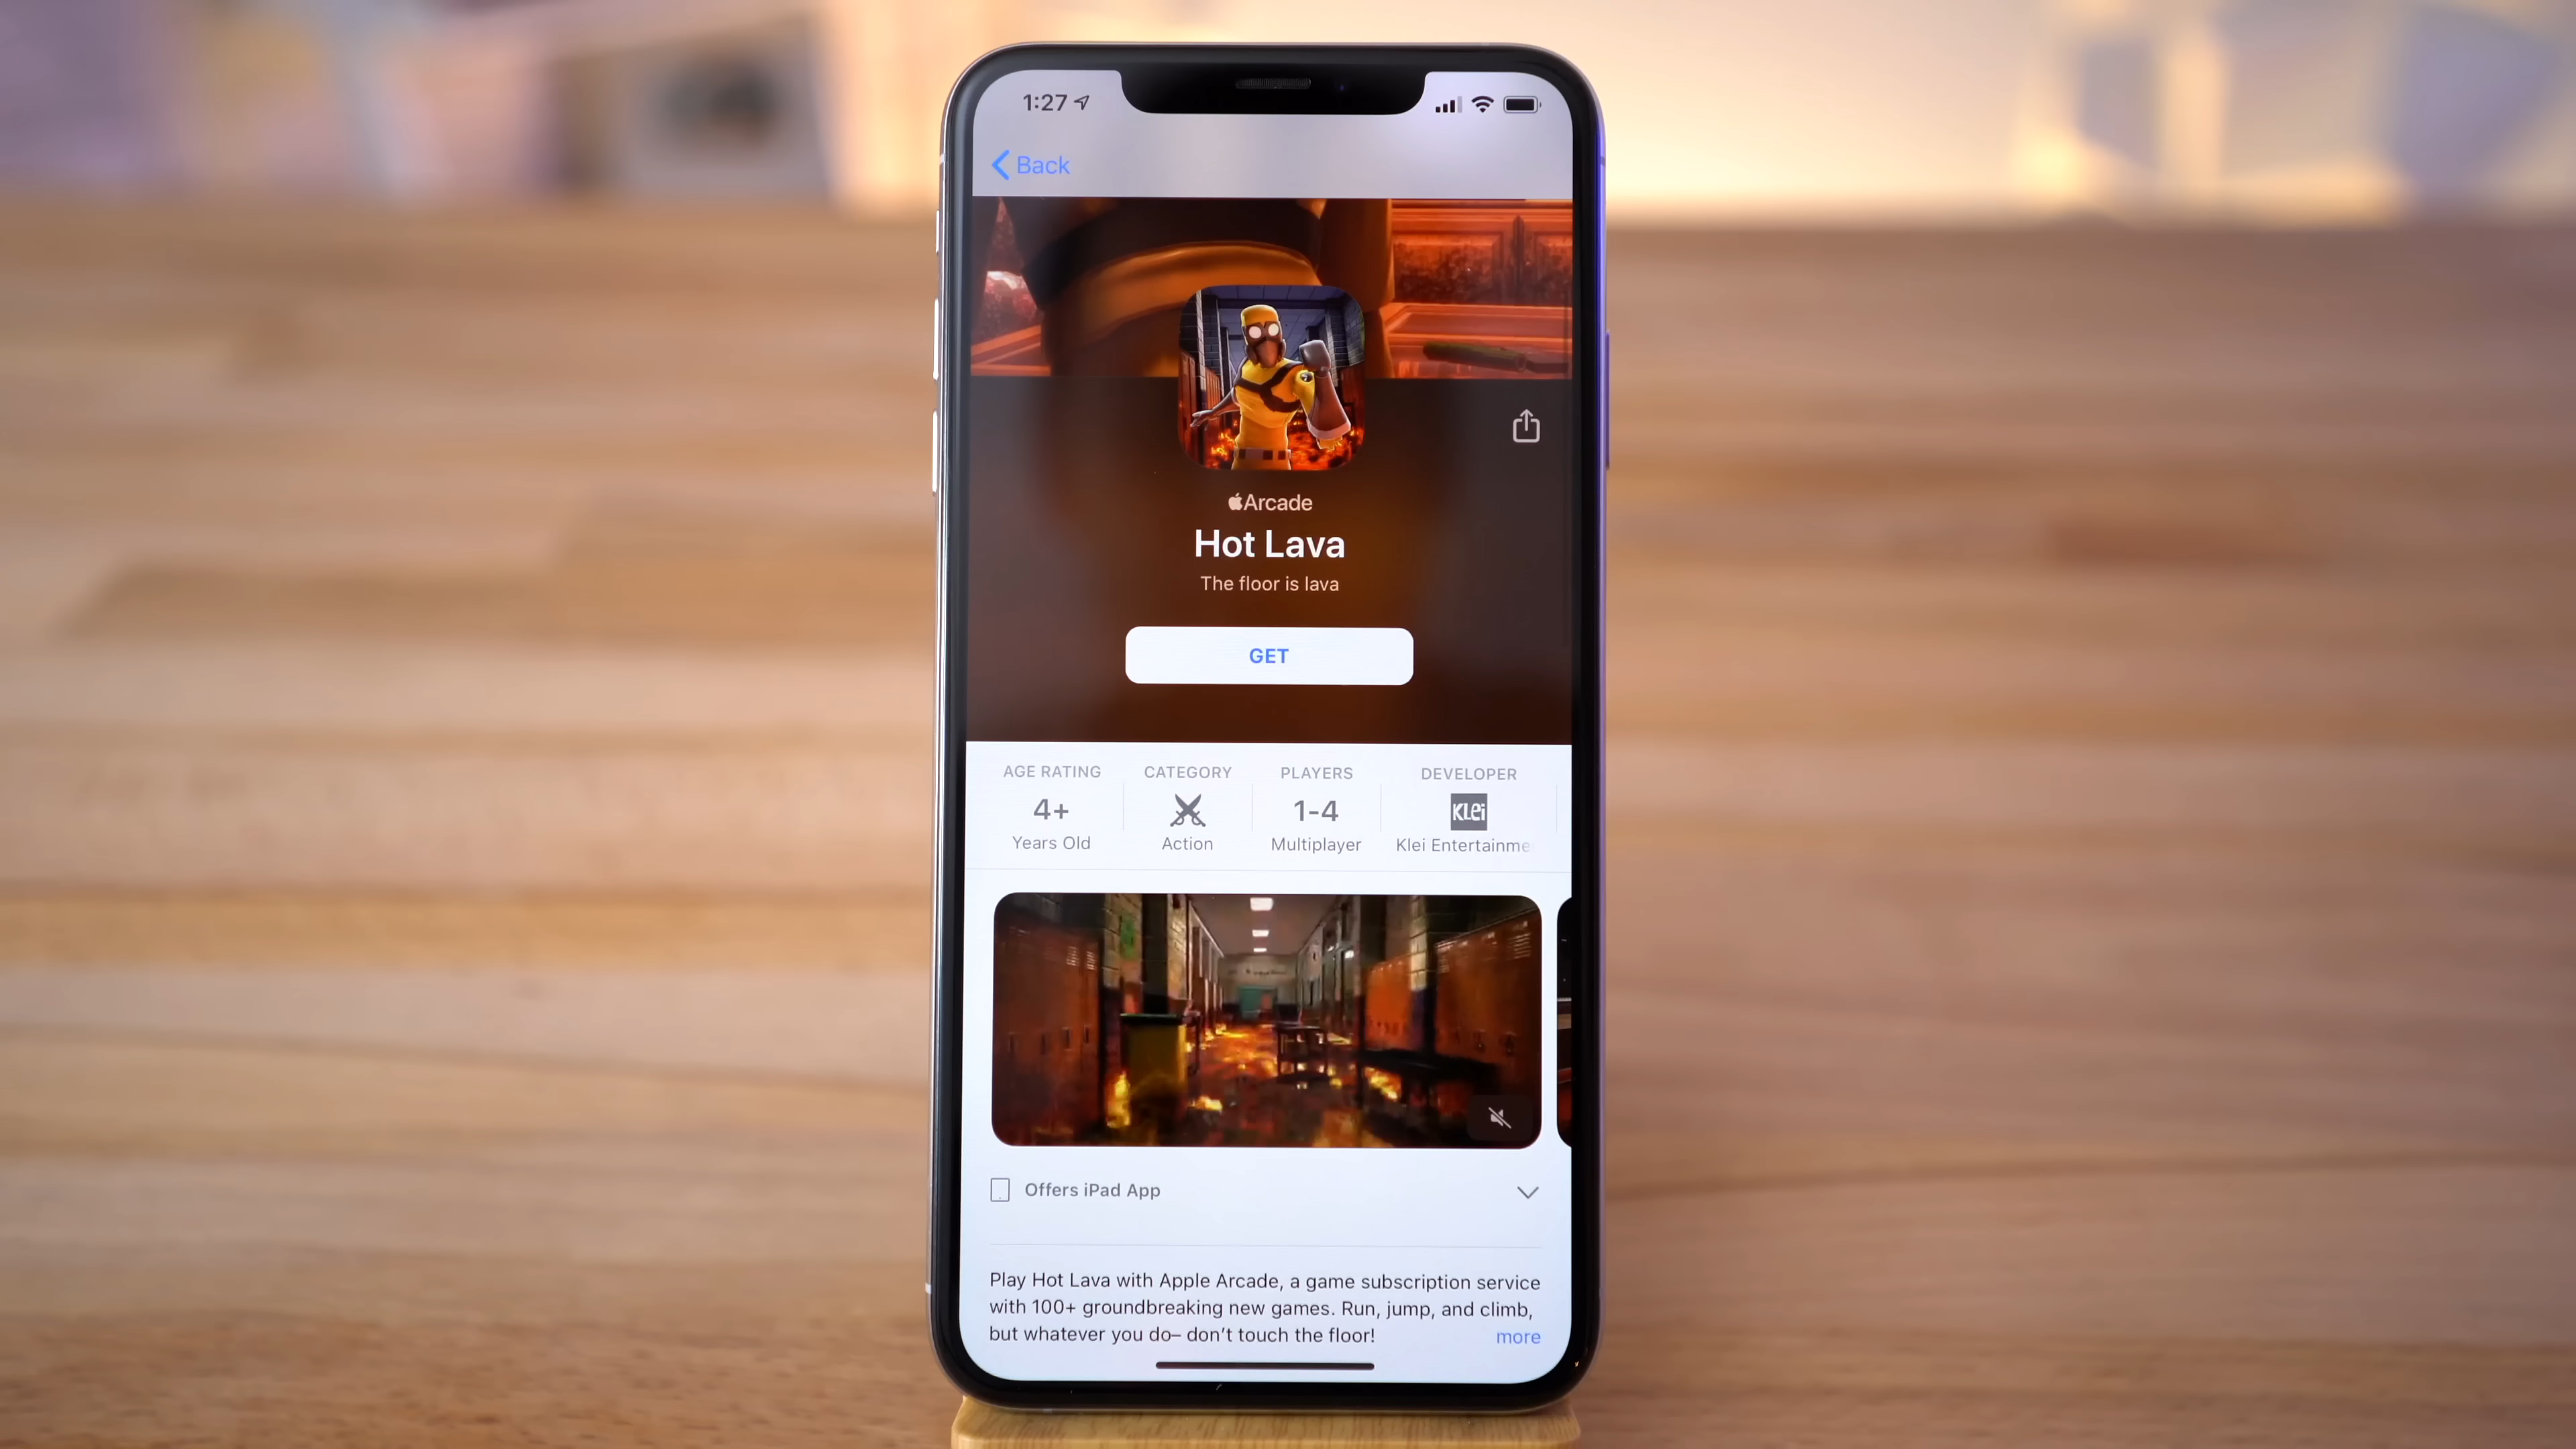 1:27
Back
Arcade
Hot Lava
The floor is lava
GET
AGE RATING
4+
Years Old
CATEGORY
Action
PLAYERS
1-4
Multiplayer
DEVELOPER
KLei
Klei Entertainme
Offers iPad App
Play Hot Lava with Apple Arcade, a game subscription service
with 100+ groundbreaking new games. Run, jump, and climb,
but whatever you do– don’t touch the floor!
more